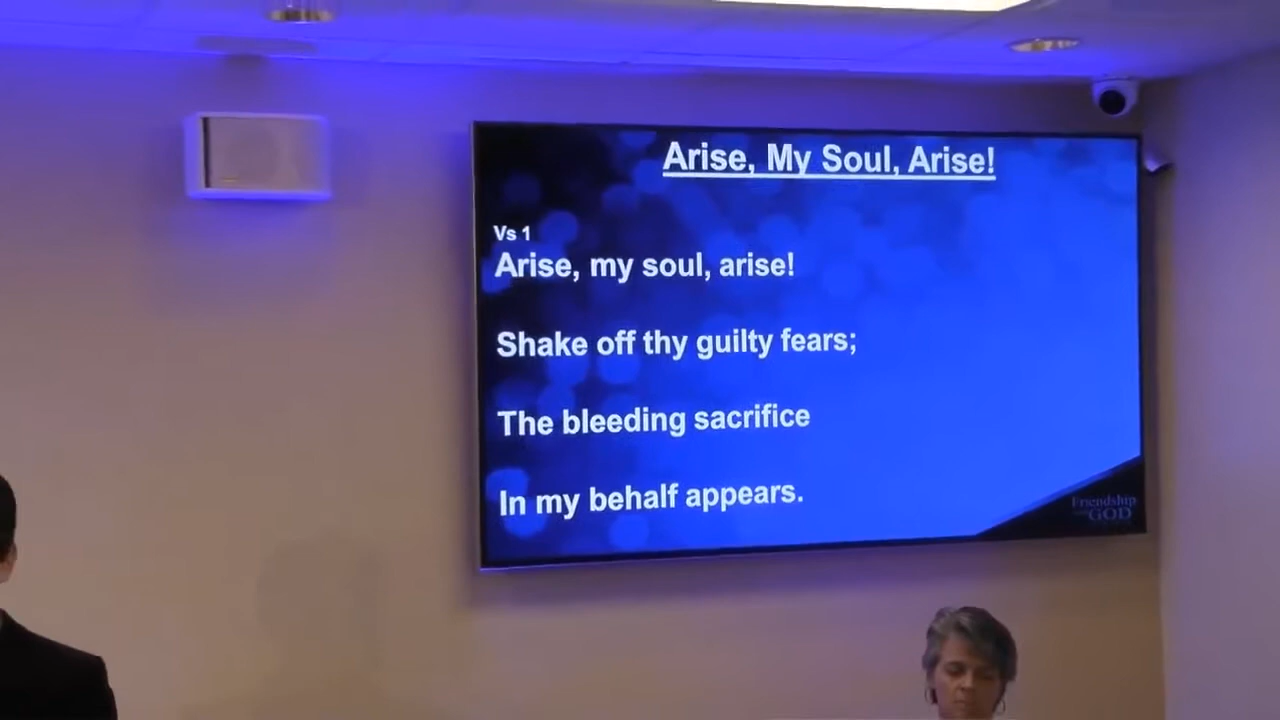 Arise, My Soul, Arise!
Vs 1
Arise, my soul, arise!
Shake off thy guilty fears;
The bleeding sacrifice
In my behalf appears.
Friendship
GOD